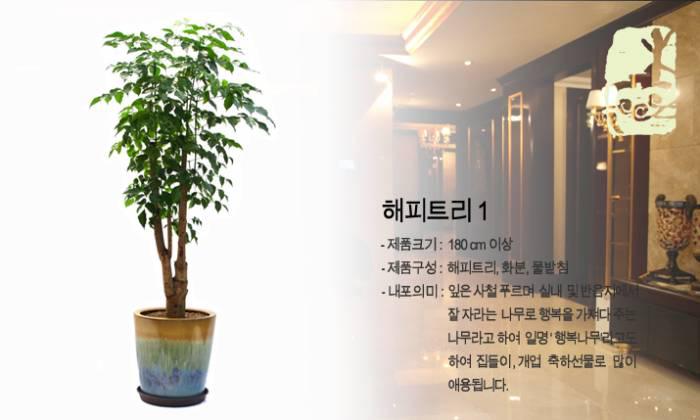 해피트리 1
- 제품크기 : 180 cm 이상
- 제품구성 : 해피트리, 화분, 물받침
- 내포의미 : 잎은 사철 푸르며 실내 및 반음지에서
잘 자라는 나무로 행복을 가져다 주는
나무라고 하여 일명 ' 행복나무'라고도
하여 집들이, 개업 축하선물로 많이
애용됩니다.